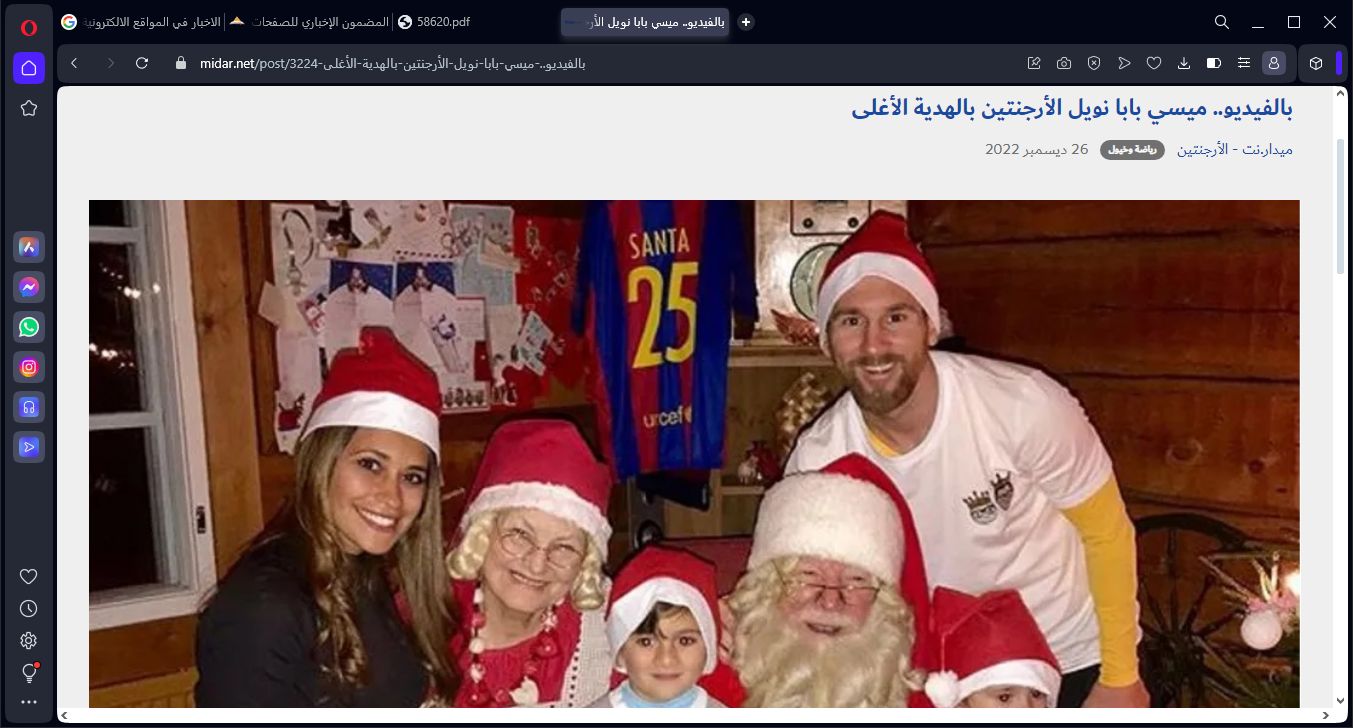 الاخبار في المواقع الالكترونية
المضمون الإخباري للصفحات
58620.pdf
بالفيديو.. ميسي بابا نويل الأرج
midar.net/post/3224-بالفيديو..-ميسي-بابا-نويل-الأرجنتين-بالهدية-الأغلى
بالفيديو.. ميسي بابا نويل الأرجنتين بالهدية الأغلى
ميدار.نت - الأرجنتين
رياضة وخيول
26 ديسمبر 2022
SANTA
25
unicef